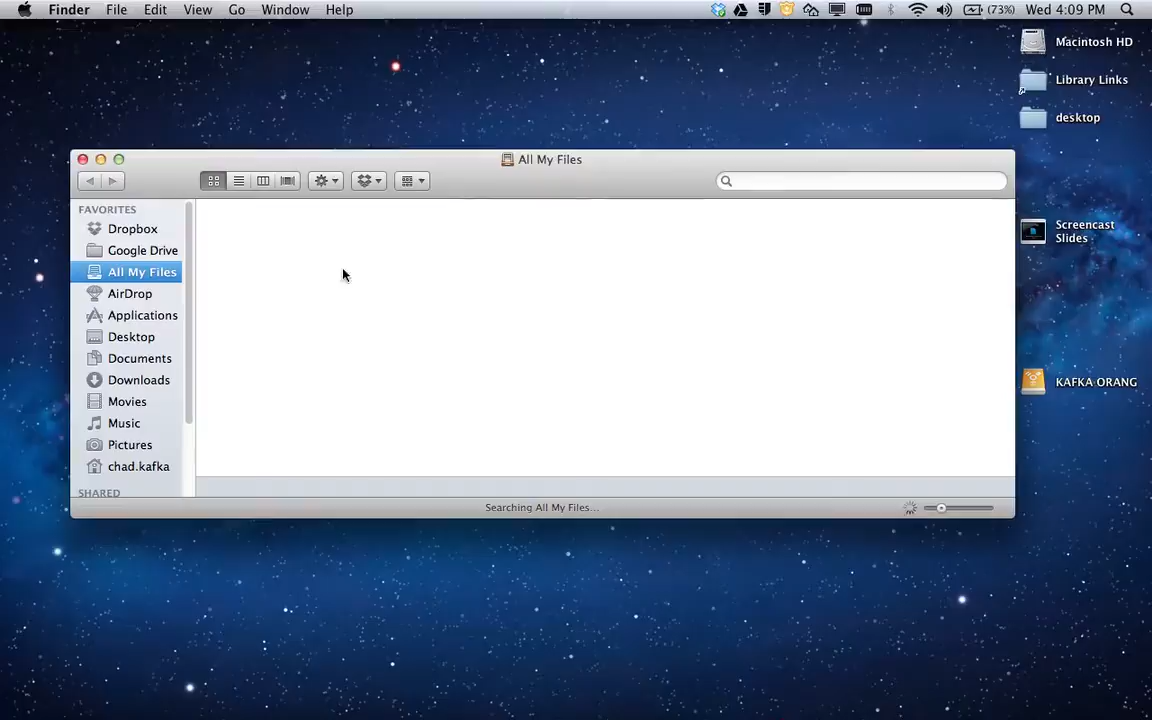 Finder File Edit View Go Window Help (73%) Wed 4:09 PM
Macintosh HD
Library Links
desktop
All My Files
FAVORITES
Dropbox
Google Drive
All My Files
AirDrop
Applications
Desktop
Documents
Downloads
Movies
Music
Pictures
chad.kafka
SHARED
Searching All My Files...
Screencast
Slides
KAFKA ORANG